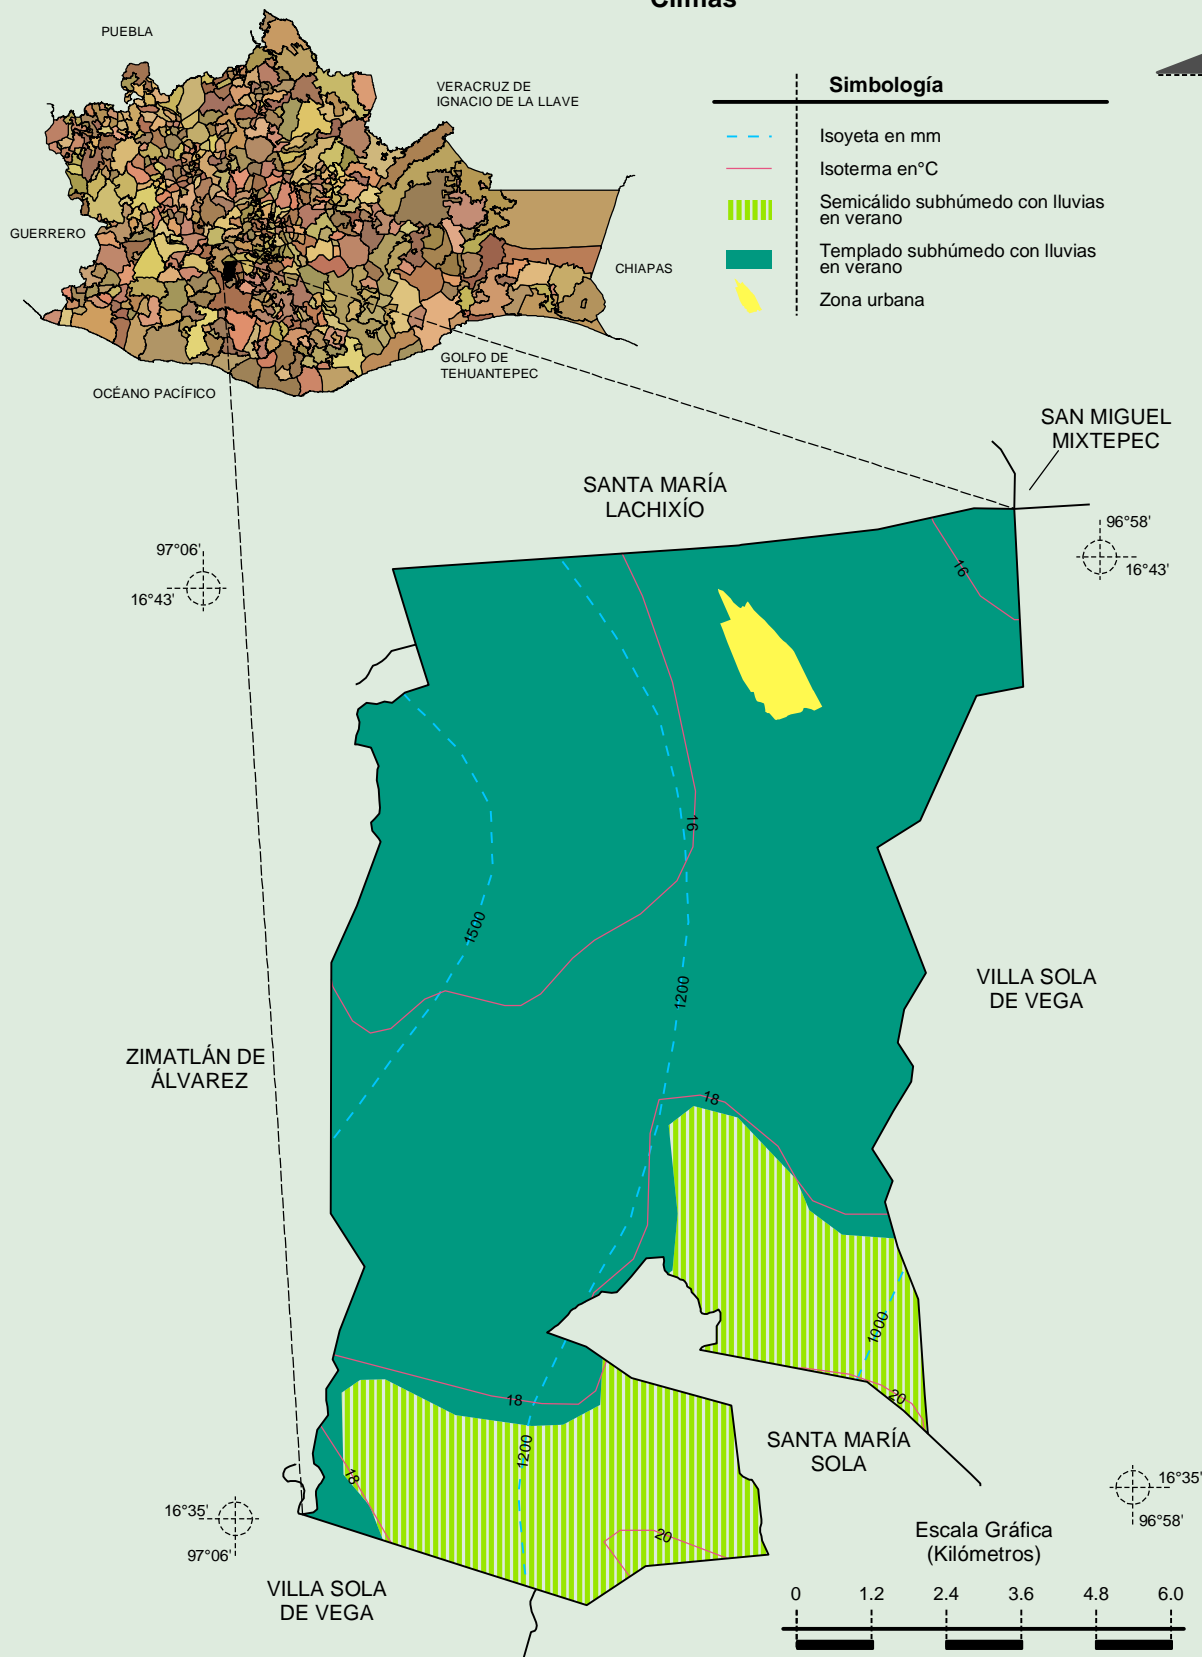 Climas
PUEBLA
VERACRUZ DE
IGNACIO DE LA LLAVE
GUERRERO
CHIAPAS
GOLFO DE
TEHUANTEPEC
OCÉANO PACÍFICO
Simbología
Isoyeta en mm
Isoterma en°C
Semicálido subhúmedo con lluvias
en verano
Templado subhúmedo con lluvias
en verano
Zona urbana
SAN MIGUEL
MIXTEPEC
SANTA MARÍA
LACHIXÍO
97°06'
16°43'
96°58'
16°43'
16
16
1500
1200
VILLA SOLA
DE VEGA
ZIMATLÁN DE
ÁLVAREZ
18
1000
18
20
1200
18
20
SANTA MARÍA
SOLA
16°35'
97°06'
16°35'
96°58'
VILLA SOLA
DE VEGA
Escala Gráfica
(Kilómetros)
0 1.2 2.4 3.6 4.8 6.0